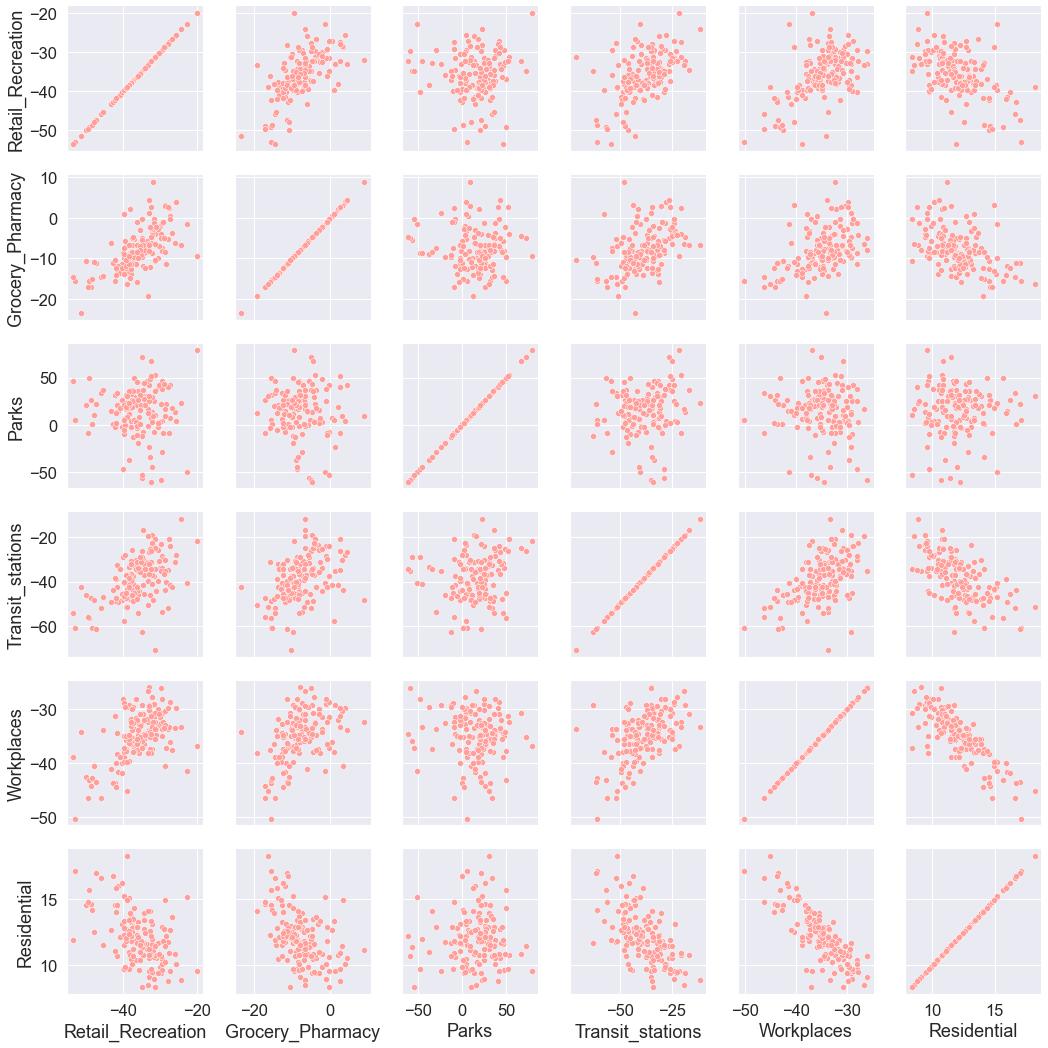 Retail_Recreation
−20
−30
−40
−50
Grocery_Pharmacy
10
0
−10
−20
Parks
50
0
−50
Transit_stations
−20
−40
−60
Workplaces
−30
−40
−50
Residential
15
10
−40 −20 −20 0 −50 0 50 −50 −25 −50 −40 −30 10 15
Retail_Recreation Grocery_Pharmacy Parks Transit_stations Workplaces Residential